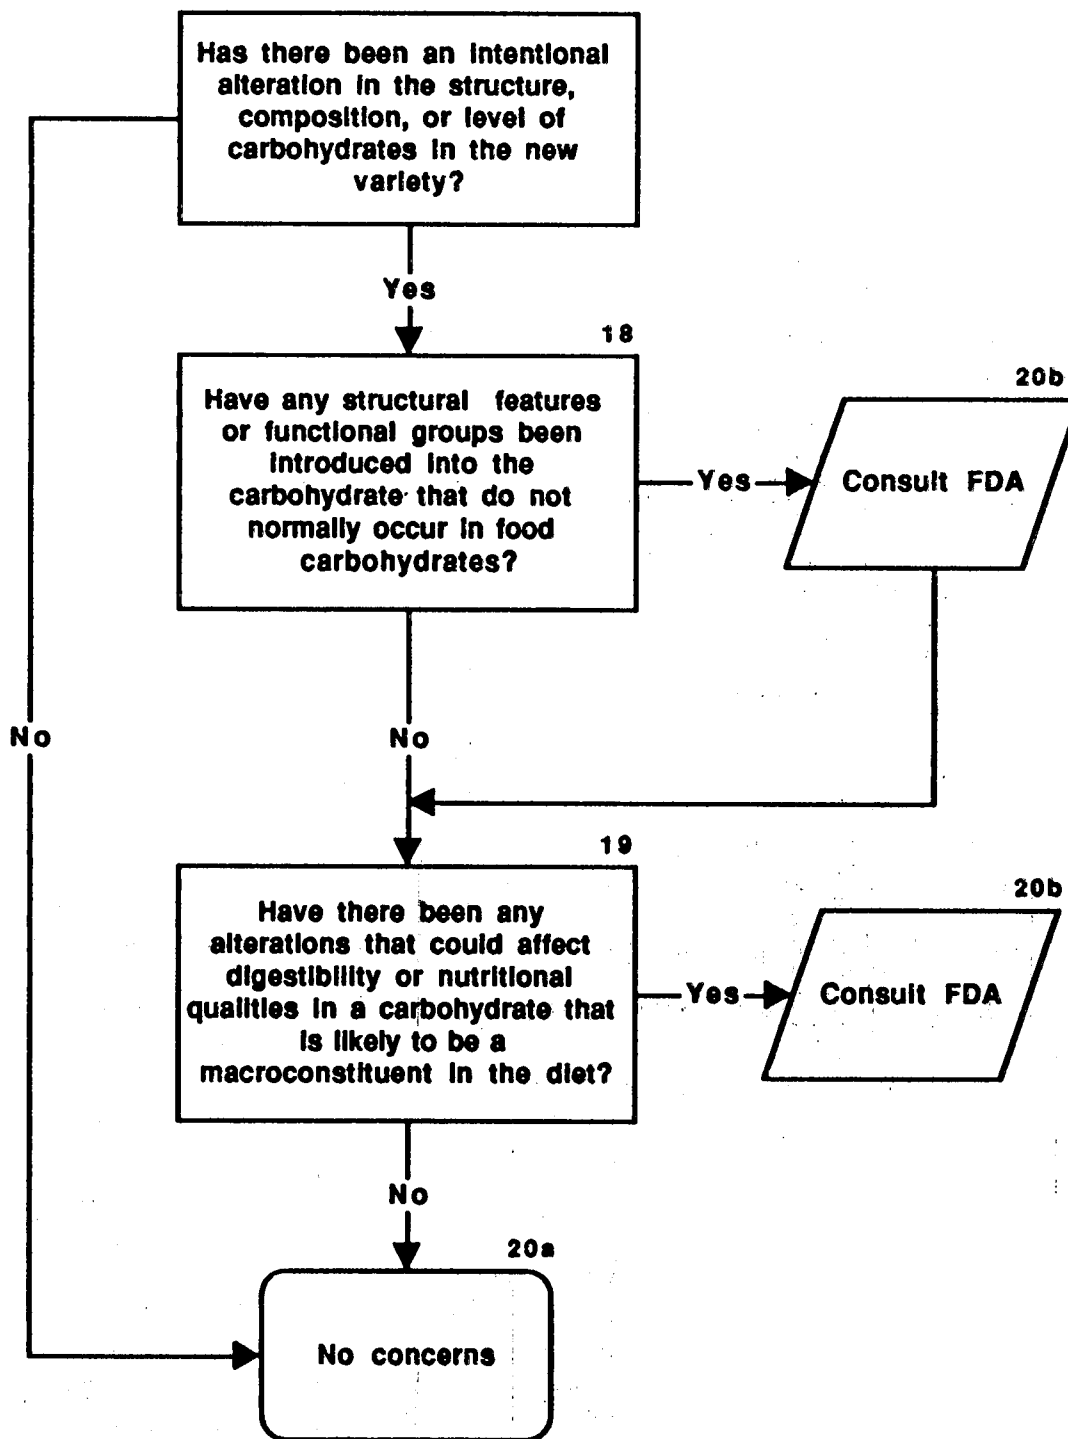 Has there been an intentional
alteration in the structure,
composition, or level of
carbohydrates in the new
variety?
Yes
18
Have any structural features
or functional groups been
introduced into the
carbohydrate that do not
normally occur in food
carbohydrates?
Yes
20b
Consult FDA
No
No
19
Have there been any
alterations that could affect
digestibility or nutritional
qualities in a carbohydrate that
is likely to be a
macroconstituent in the diet?
Yes
20b
Consult FDA
No
20a
No concerns